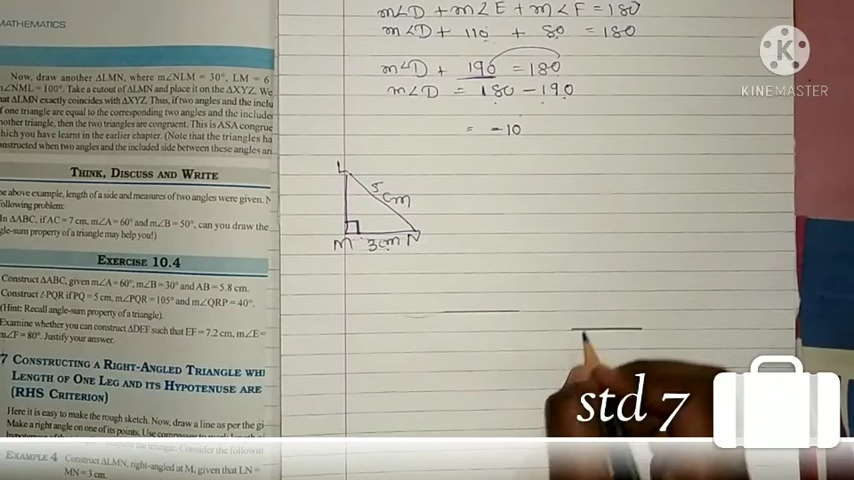 MATHEMATICS
Now, draw another ΔLMN, where m∠NLM = 30°, LM = 6
m∠NML = 100°. Take a cutout of ΔLMN and place it on the ΔXYZ. We
that ΔLMN exactly coincides with ΔXYZ. Thus, if two angles and the inclu
of one triangle are equal to the corresponding two angles and the include
nother triangle, then the two triangles are congruent. This is ASA congrue
which you have learnt in the earlier chapter. (Note that the triangles ha
onstructed when two angles and the included side between these angles an
THINK, DISCUSS AND WRITE
he above example, length of a side and measures of two angles were given. N
following problem:
In ΔABC, if AC = 7 cm, m∠A = 60° and m∠B = 50°, can you draw the
gle-sum property of a triangle may help you!)
EXERCISE 10.4
Construct ΔABC, given m∠A = 60°, m∠B = 30° and AB = 5.8 cm.
Construct ΔPQR if PQ = 5 cm, m∠PQR = 105° and m∠QRP = 40°.
(Hint: Recall angle-sum property of a triangle).
Examine whether you can construct ΔDEF such that EF = 7.2 cm, m∠E =
m∠F = 80°. Justify your answer.
7 CONSTRUCTING A RIGHT-ANGLED TRIANGLE WH
LENGTH OF ONE LEG AND ITS HYPOTENUSE ARE
(RHS CRITERION)
Here it is easy to make the rough sketch. Now, draw a line as per the gi
Make a right angle on one of its points. Use compasses to
EXAMPLE 4 Construct ΔLMN, right-angled at M, given that LN =
MN = 3 cm.
m∠D + m∠E + m∠F = 180
m∠D + 110 + 80 = 180
m∠D + 190 = 180
m∠D = 180 - 190
= -10
L
5 cm
M 3cm N
KINEMASTER
std 7